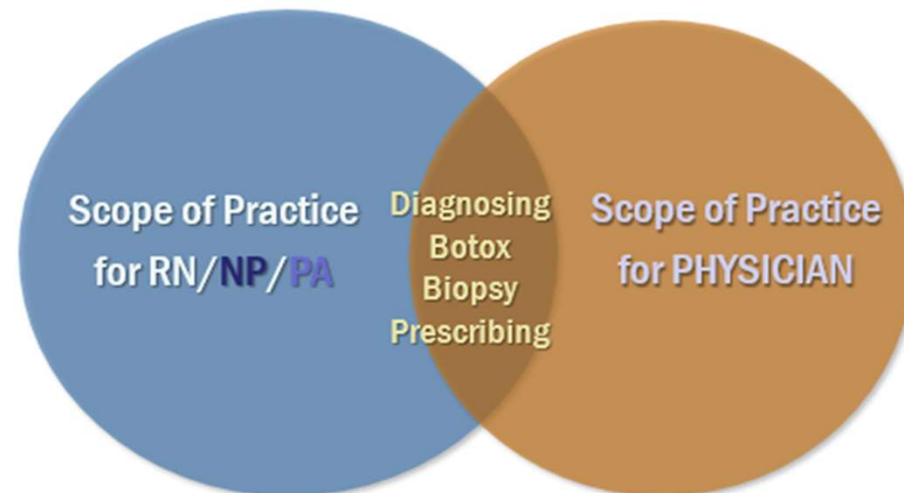 Scope of Practice
for RN/NP/PA
Diagnosing
Botox
Biopsy
Prescribing
Scope of Practice
for PHYSICIAN